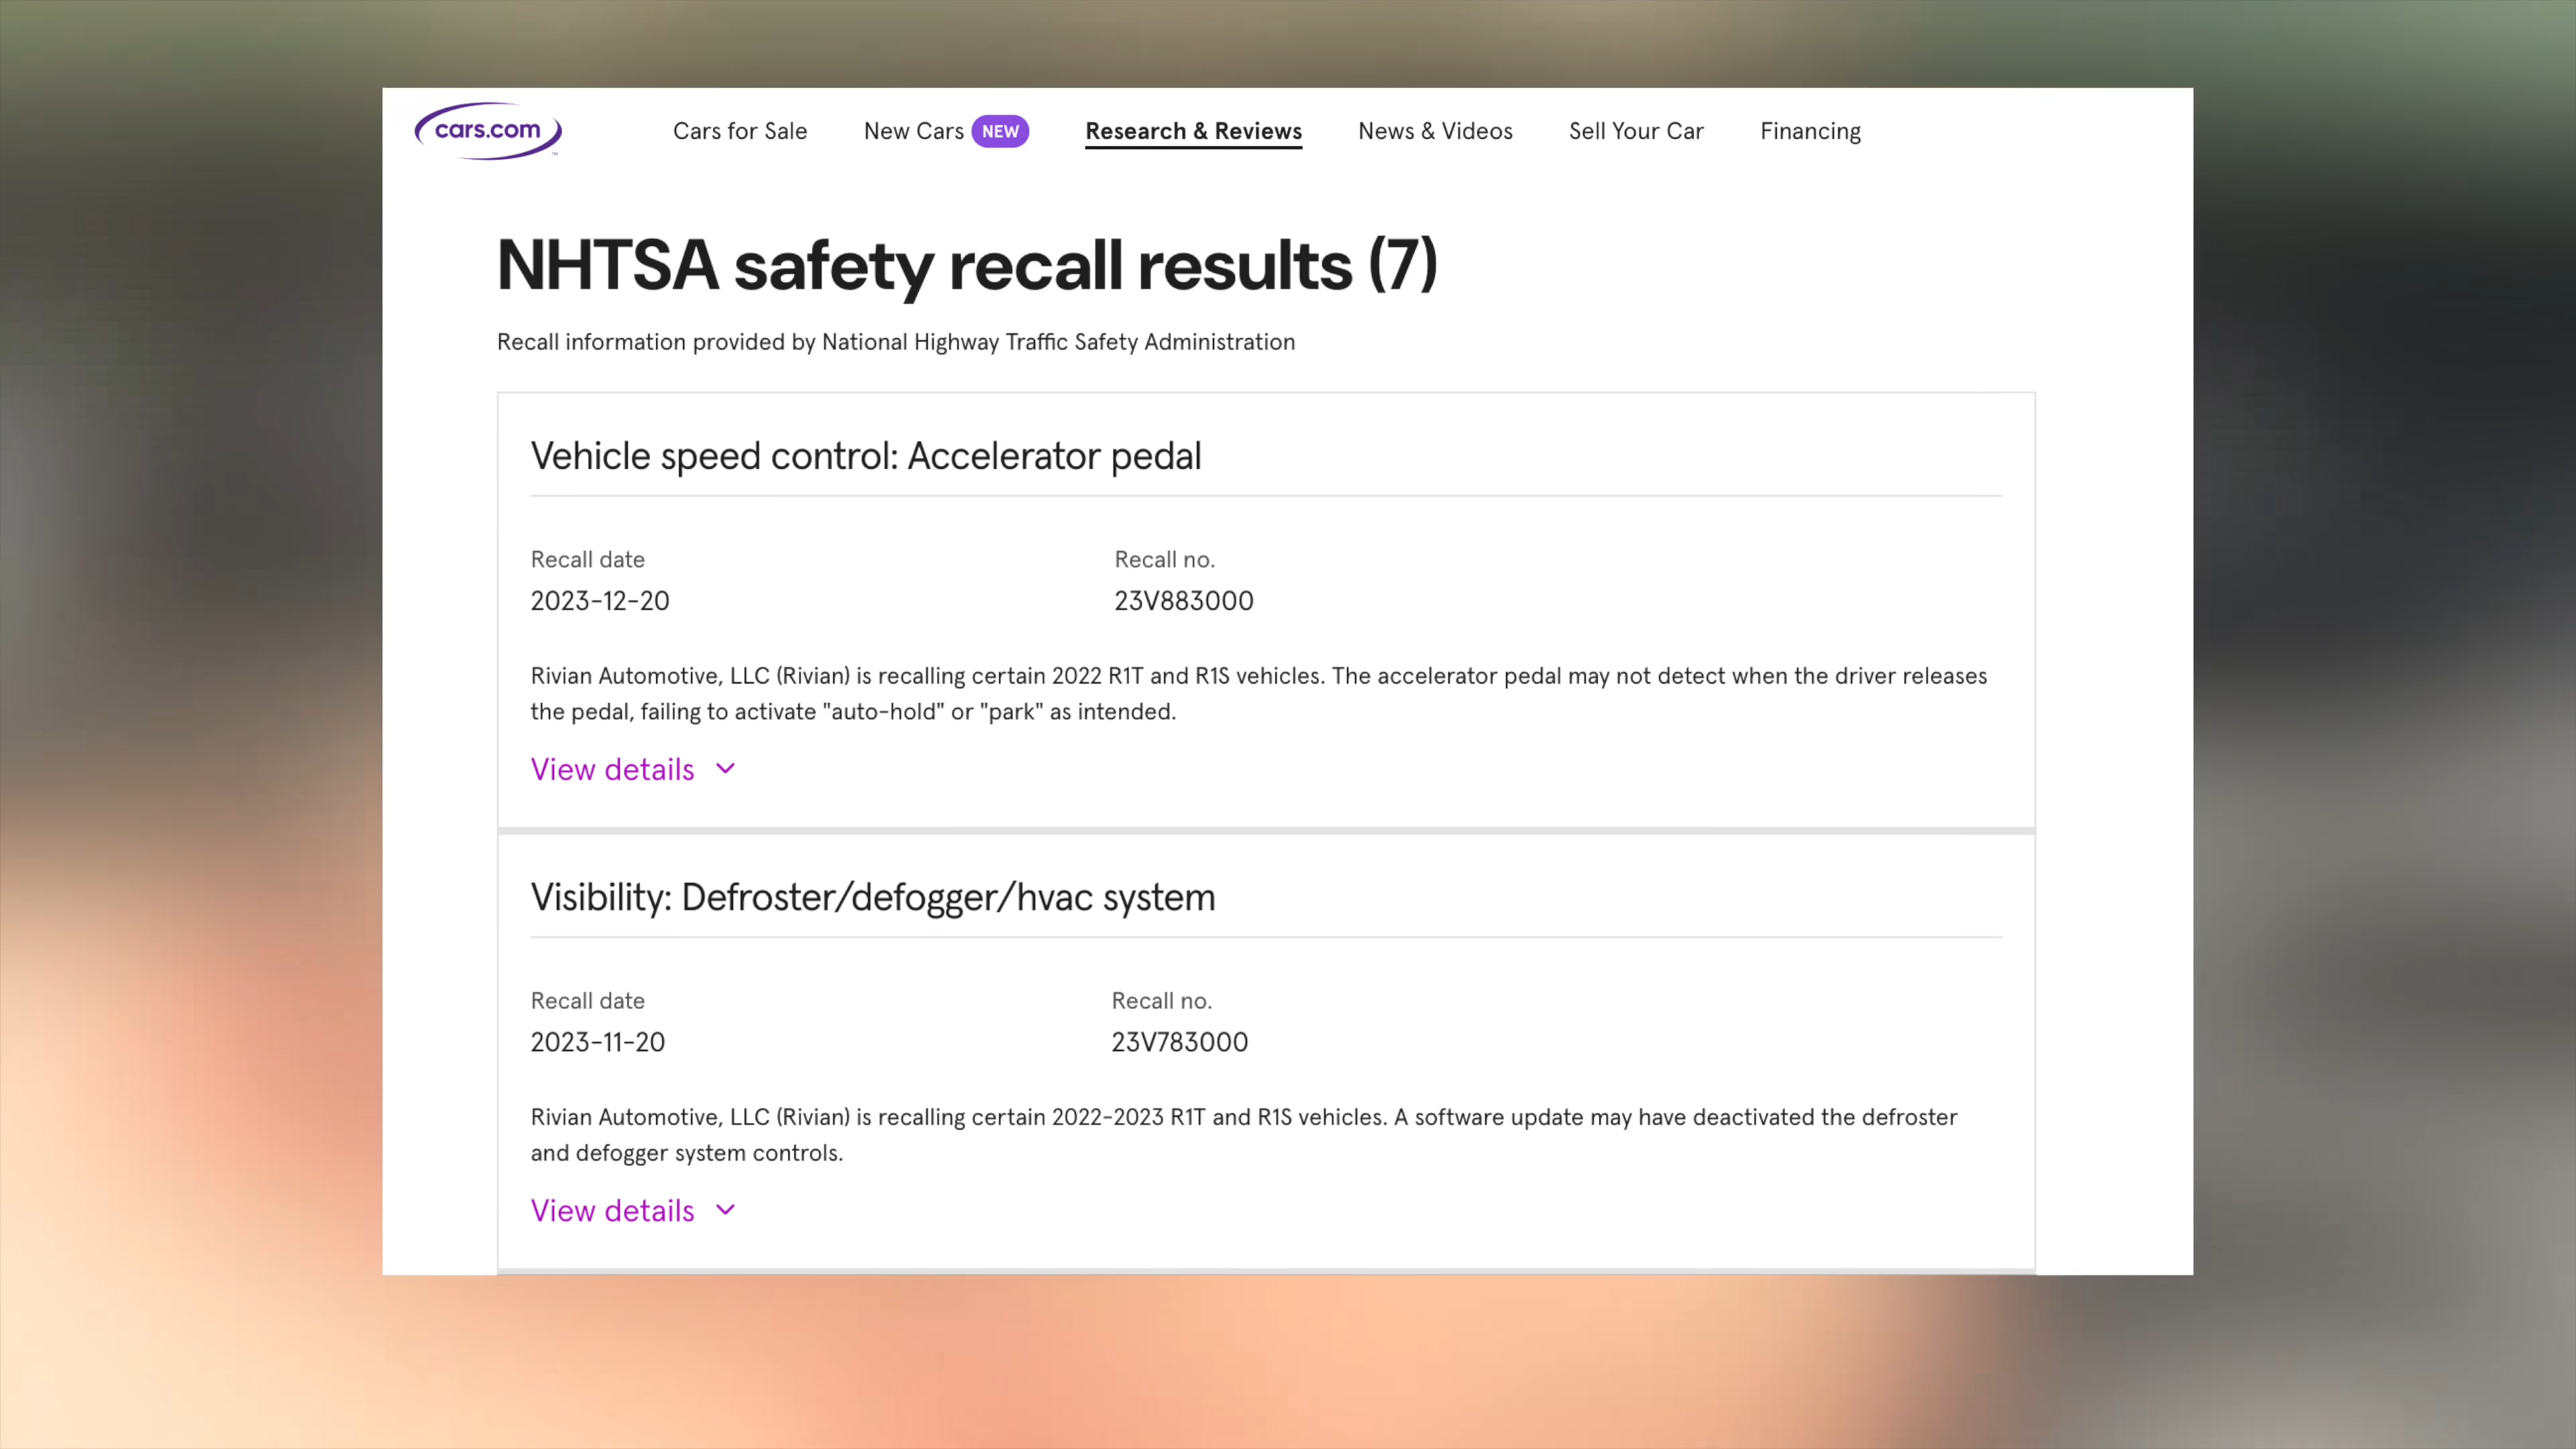 cars.com
Cars for Sale
New Cars NEW
Research & Reviews
News & Videos
Sell Your Car
Financing
NHTSA safety recall results (7)
Recall information provided by National Highway Traffic Safety Administration
Vehicle speed control: Accelerator pedal
Recall date
Recall no.
2023-12-20
23V883000
Rivian Automotive, LLC (Rivian) is recalling certain 2022 R1T and R1S vehicles. The accelerator pedal may not detect when the driver releases
the pedal, failing to activate "auto-hold" or "park" as intended.
View details
Visibility: Defroster/defogger/hvac system
Recall date
Recall no.
2023-11-20
23V783000
Rivian Automotive, LLC (Rivian) is recalling certain 2022-2023 R1T and R1S vehicles. A software update may have deactivated the defroster
and defogger system controls.
View details